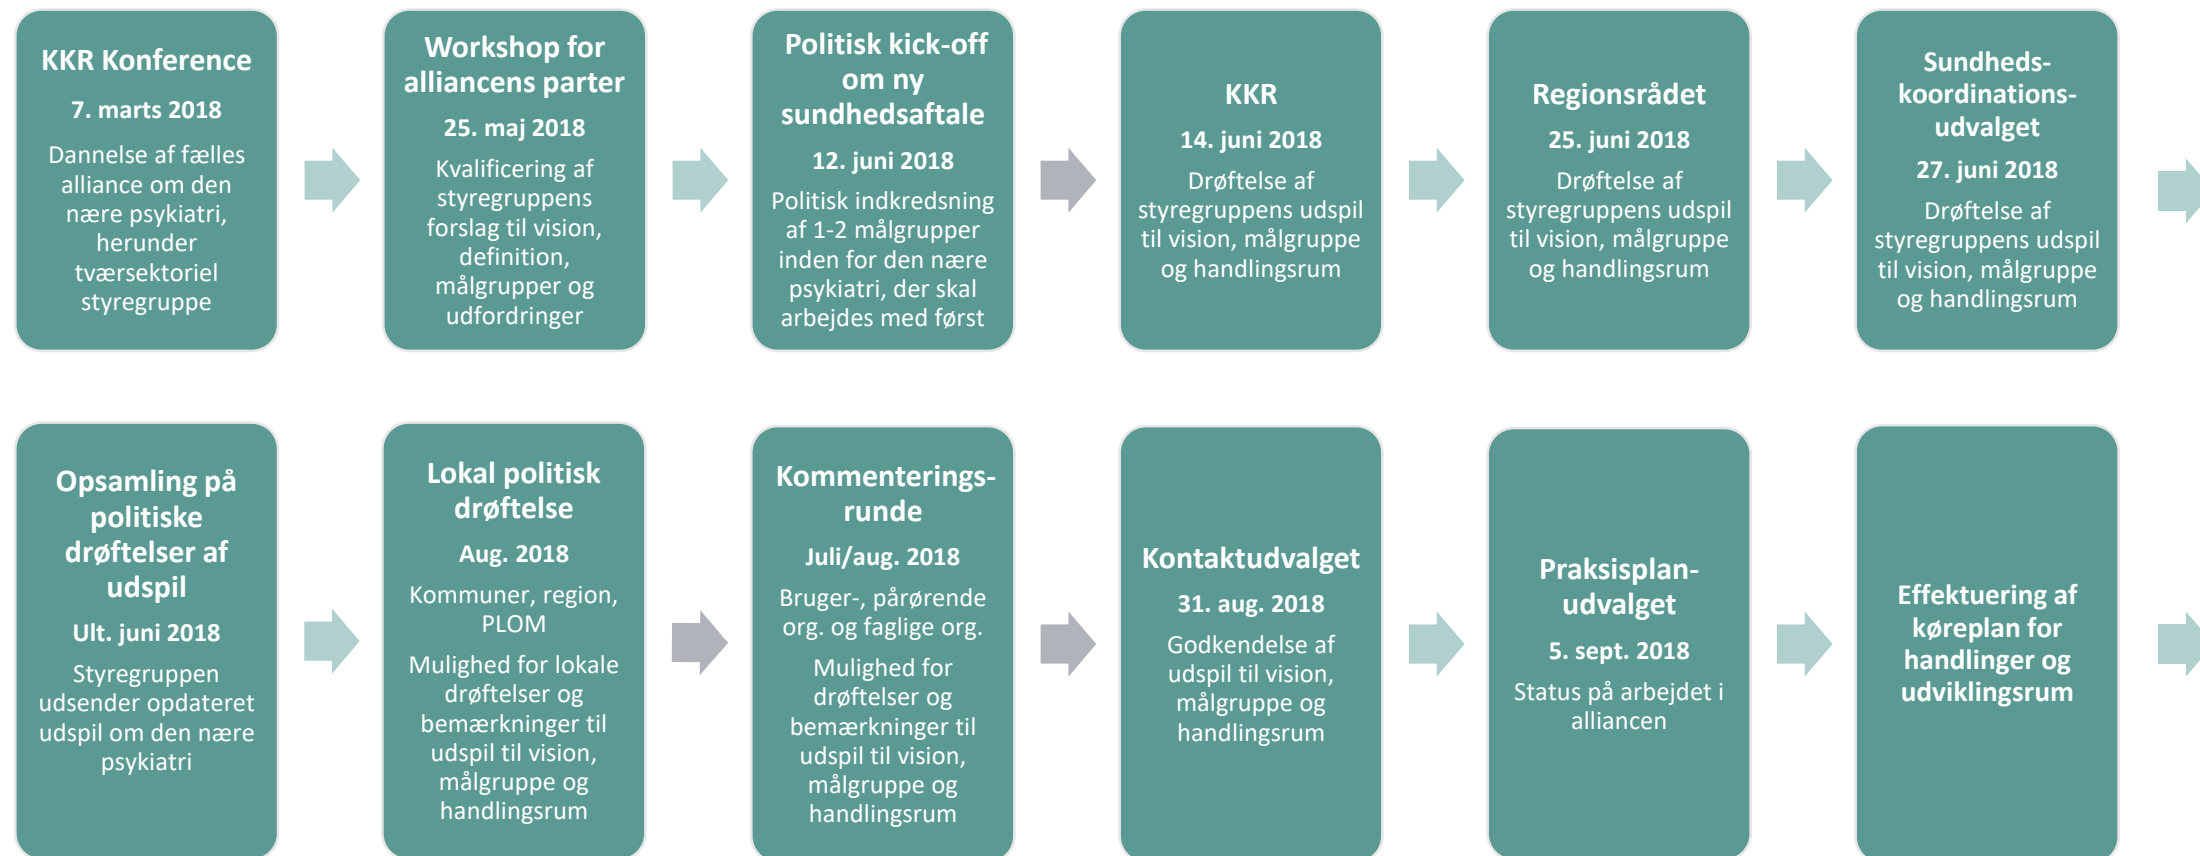 KKR Konference
7. marts 2018
Dannelse af fælles
alliance om den
nære psykiatri,
herunder
tværsektoriel
styregruppe
Workshop for
alliancens parter
25. maj 2018
Kvalificering af
styregruppens
forslag til vision,
definition,
målgrupper og
udfordringer
Politisk kick-off
om ny
sundhedsaftale
12. juni 2018
Politisk indkredsning
af 1-2 målgrupper
inden for den nære
psykiatri, der skal
arbejdes med først
KKR
14. juni 2018
Drøftelse af
styregruppens udspil
til vision, målgruppe
og handlingsrum
Regionsrådet
25. juni 2018
Drøftelse af
styregruppens udspil
til vision, målgruppe
og handlingsrum
Sundheds-
koordinations-
udvalget
27. juni 2018
Drøftelse af
styregruppens udspil
til vision, målgruppe
og handlingsrum
Opsamling på
politiske
drøftelser af
udspil
Ult. juni 2018
Styregruppen
udsender opdateret
udspil om den nære
psykiatri
Lokal politisk
drøftelse
Aug. 2018
Kommuner, region,
PLOM
Mulighed for lokale
drøftelser og
bemærkninger til
udspil til vision,
målgruppe og
handlingsrum
Kommenterings-
runde
Juli/aug. 2018
Bruger-, pårørende
org. og faglige org.
Mulighed for
drøftelser og
bemærkninger til
udspil til vision,
målgruppe og
handlingsrum
Kontaktudvalget
31. aug. 2018
Godkendelse af
udspil til vision,
målgruppe og
handlingsrum
Praksisplan-
udvalget
5. sept. 2018
Status på arbejdet i
alliancen
Effektuering af
køreplan for
handlinger og
udviklingsrum